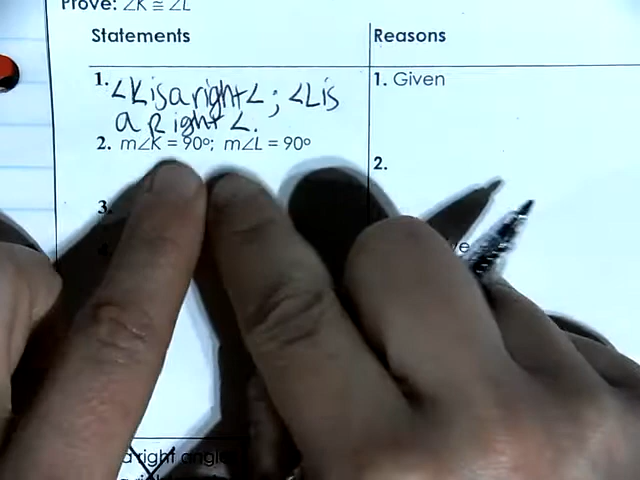 Prove: ∠K ≅ ∠L
Statements
Reasons
1. ∠K is a right ∠; ∠L is
a Right ∠.
1. Given
2. m∠K = 90°; m∠L = 90°
2.
3.
a right angle